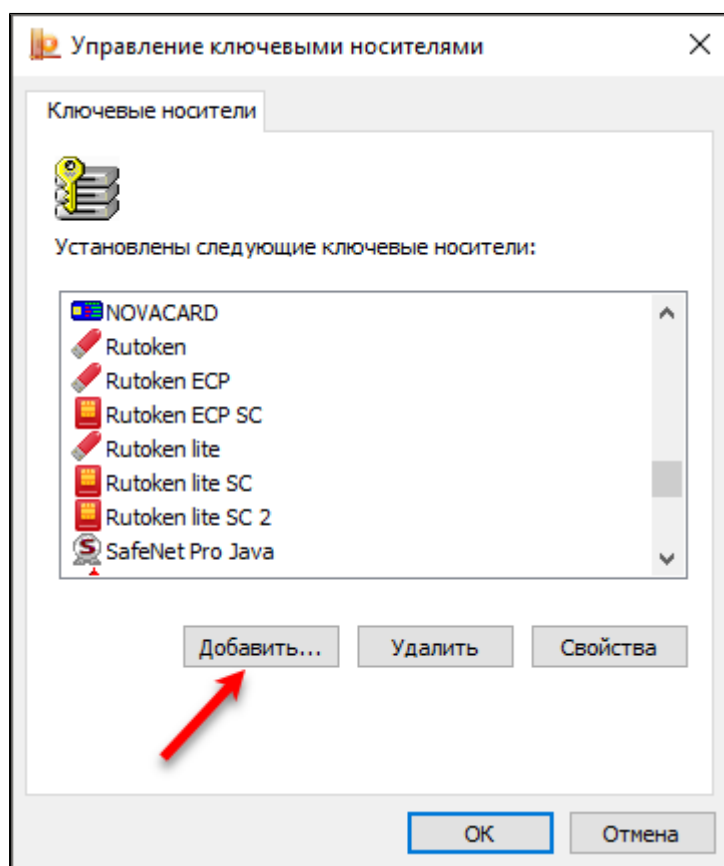 Управление ключевыми носителями
Ключевые носители
Установлены следующие ключевые носители:
NOVACARD
Rutoken
Rutoken ECP
Rutoken ECP SC
Rutoken lite
Rutoken lite SC
Rutoken lite SC 2
SafeNet Pro Java
Добавить... Удалить Свойства
ОК Отмена